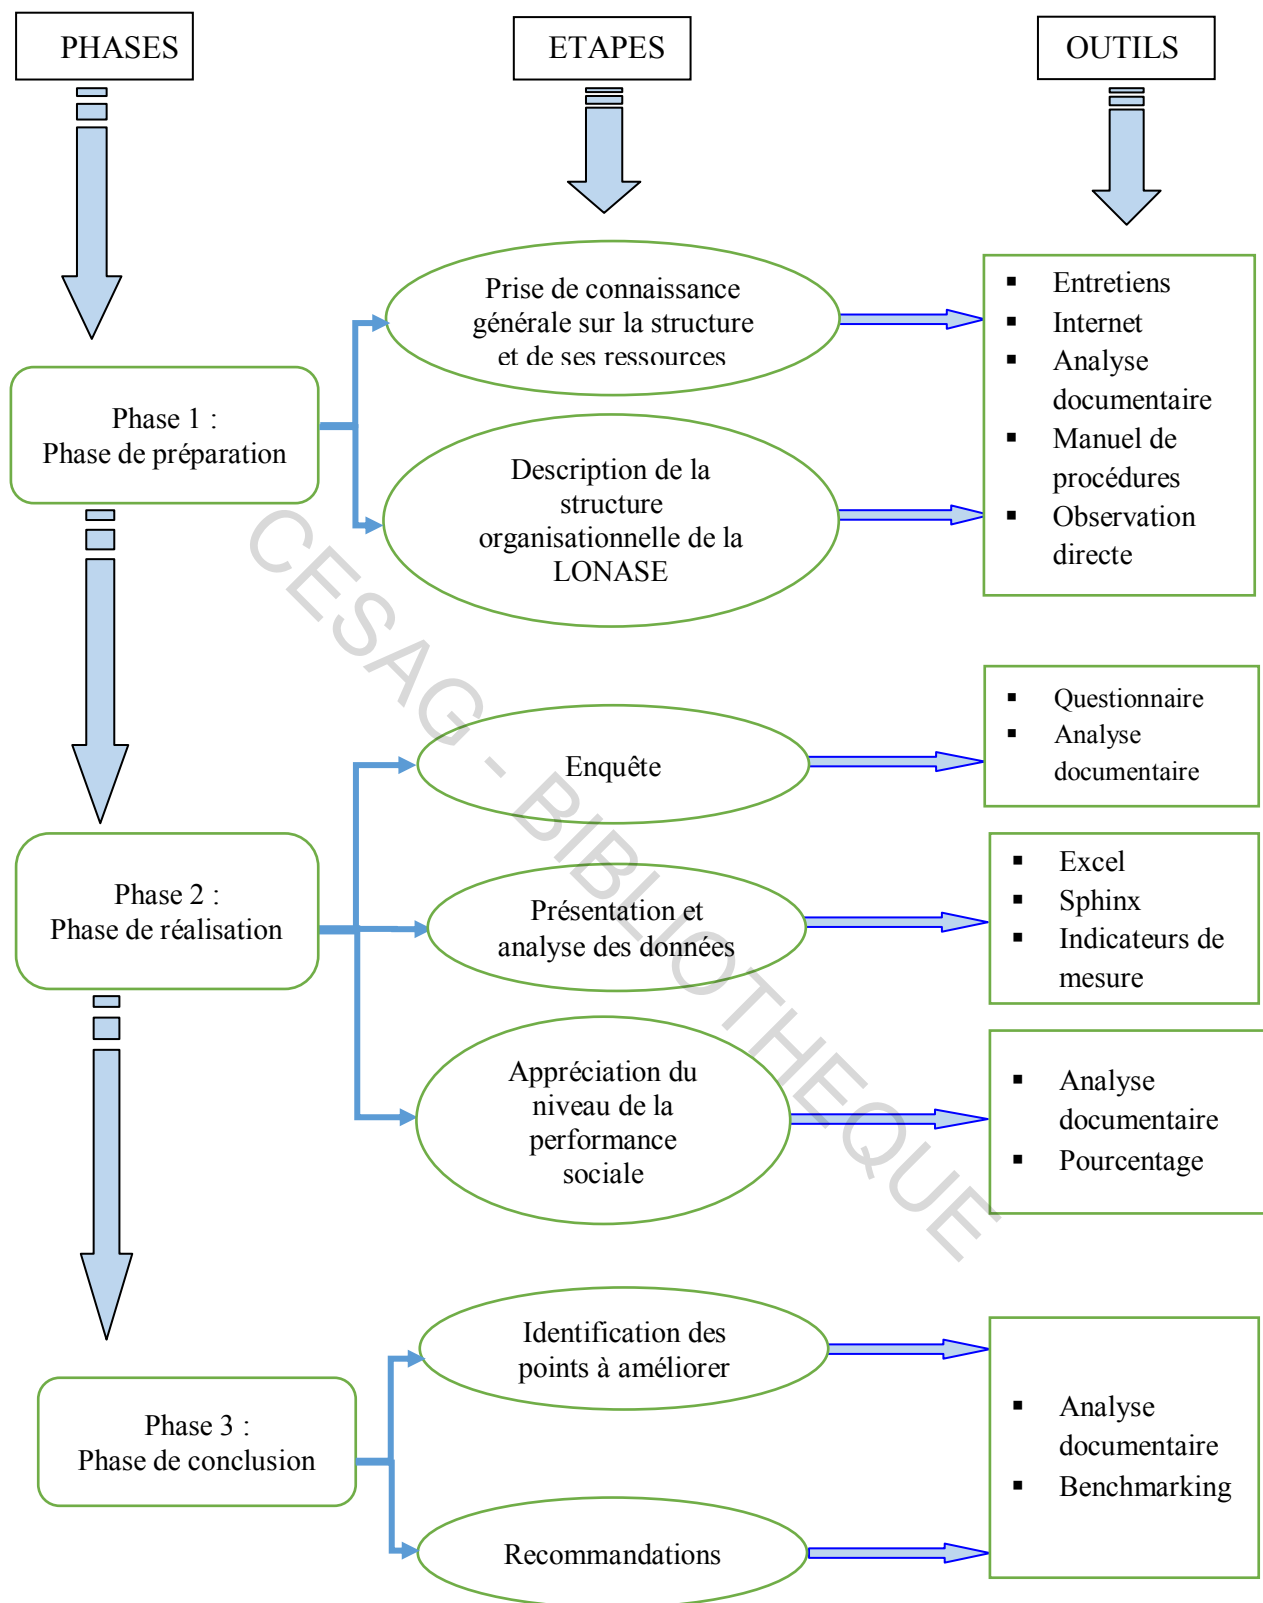 PHASES
ETAPES
OUTILS
Prise de connaissance
générale sur la structure
et de ses ressources
▪ Entretiens
▪ Internet
▪ Analyse
documentaire
▪ Manuel de
procédures
▪ Observation
directe
Phase 1 :
Phase de préparation
Description de la
structure
organisationnelle de la
LONASE
▪ Questionnaire
▪ Analyse
documentaire
Enquête
Phase 2 :
Phase de réalisation
Présentation et
analyse des données
▪ Excel
▪ Sphinx
▪ Indicateurs de
mesure
Appréciation du
niveau de la
performance
sociale
▪ Analyse
documentaire
▪ Pourcentage
Identification des
points à améliorer
Phase 3 :
Phase de conclusion
▪ Analyse
documentaire
▪ Benchmarking
Recommandations
CESAG - BIBLIOTHEQUE